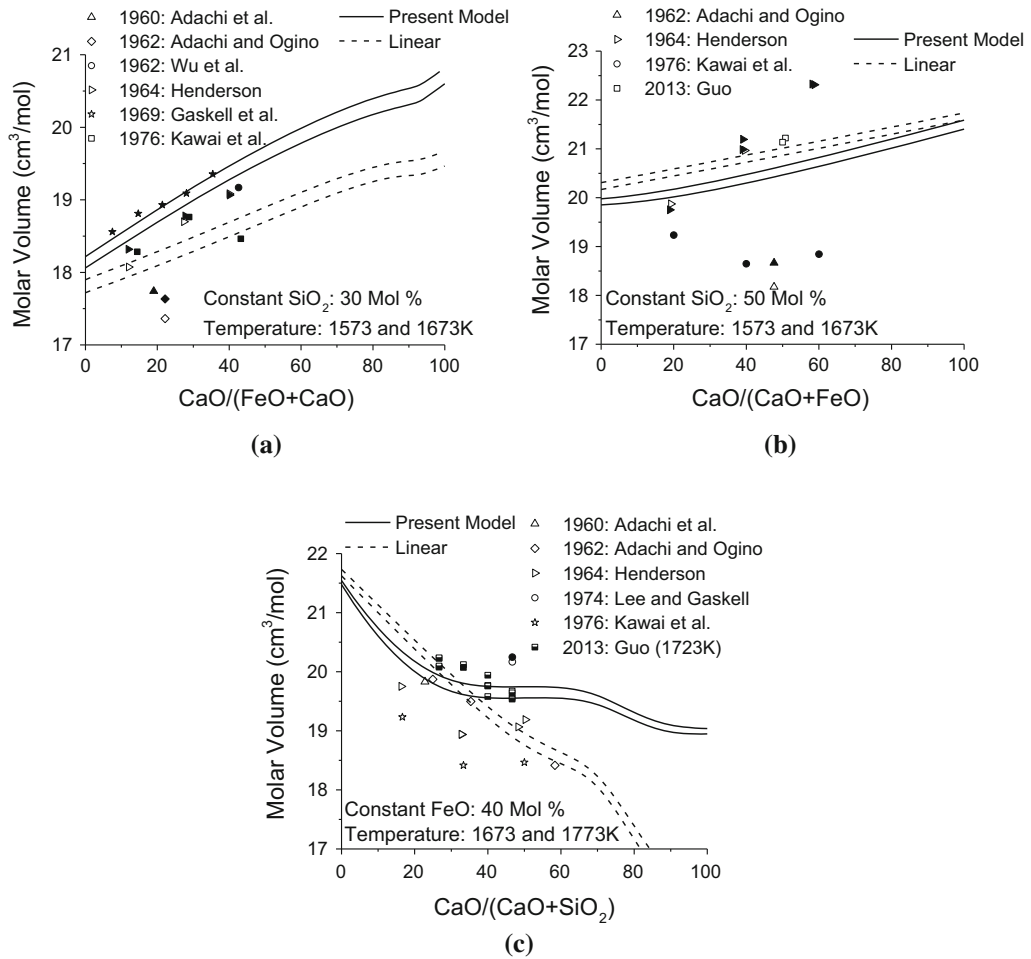 1960: Adachi et al.
1962: Adachi and Ogino
1962: Wu et al.
1964: Henderson
1969: Gaskell et al.
1976: Kawai et al.
Present Model
Linear
21
20
19
18
17
Molar Volume (cm³/mol)
Constant SiO₂: 30 Mol %
Temperature: 1573 and 1673K
0 20 40 60 80 100
CaO/(FeO+CaO)
(a)
1962: Adachi and Ogino
1964: Henderson
1976: Kawai et al.
2013: Guo
Present Model
Linear
23
22
21
20
19
18
17
Molar Volume (cm³/mol)
Constant SiO₂: 50 Mol %
Temperature: 1573 and 1673K
0 20 40 60 80 100
CaO/(CaO+FeO)
(b)
Present Model
Linear
1960: Adachi et al.
1962: Adachi and Ogino
1964: Henderson
1974: Lee and Gaskell
1976: Kawai et al.
2013: Guo (1723K)
22
21
20
19
18
17
Molar Volume (cm³/mol)
Constant FeO: 40 Mol %
Temperature: 1673 and 1773K
0 20 40 60 80 100
CaO/(CaO+SiO₂)
(c)